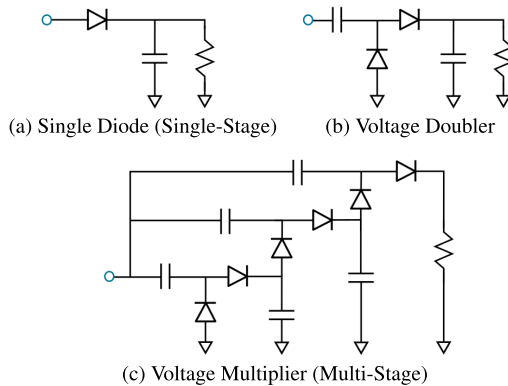 (a) Single Diode (Single-Stage)
(b) Voltage Doubler
(c) Voltage Multiplier (Multi-Stage)